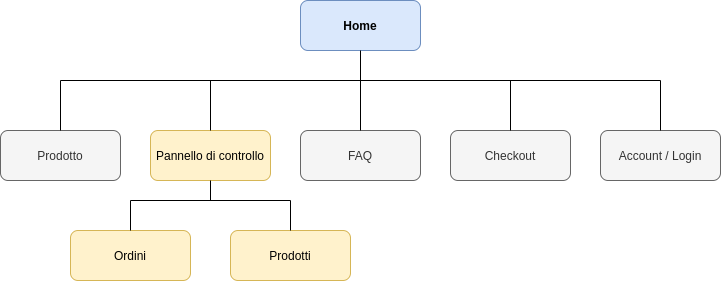 Home
Prodotto
Pannello di controllo
FAQ
Checkout
Account / Login
Ordini
Prodotti